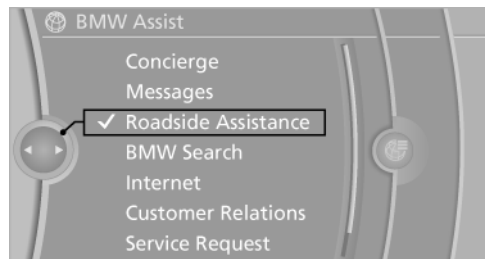 BMW Assist
Concierge
Messages
Roadside Assistance
BMW Search
Internet
Customer Relations
Service Request